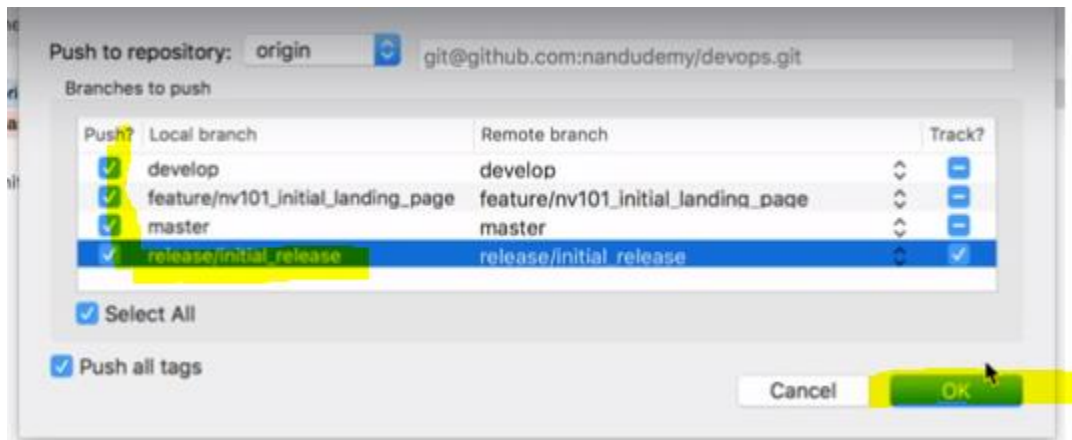 Push to repository: origin git@github.com:nandudemy/devops.git
Branches to push
Push? Local branch Remote branch Track?
develop develop
feature/nv101_initial_landing_page feature/nv101_initial_landing_page
master master
release/initial_release release/initial_release
Select All
Push all tags
Cancel OK